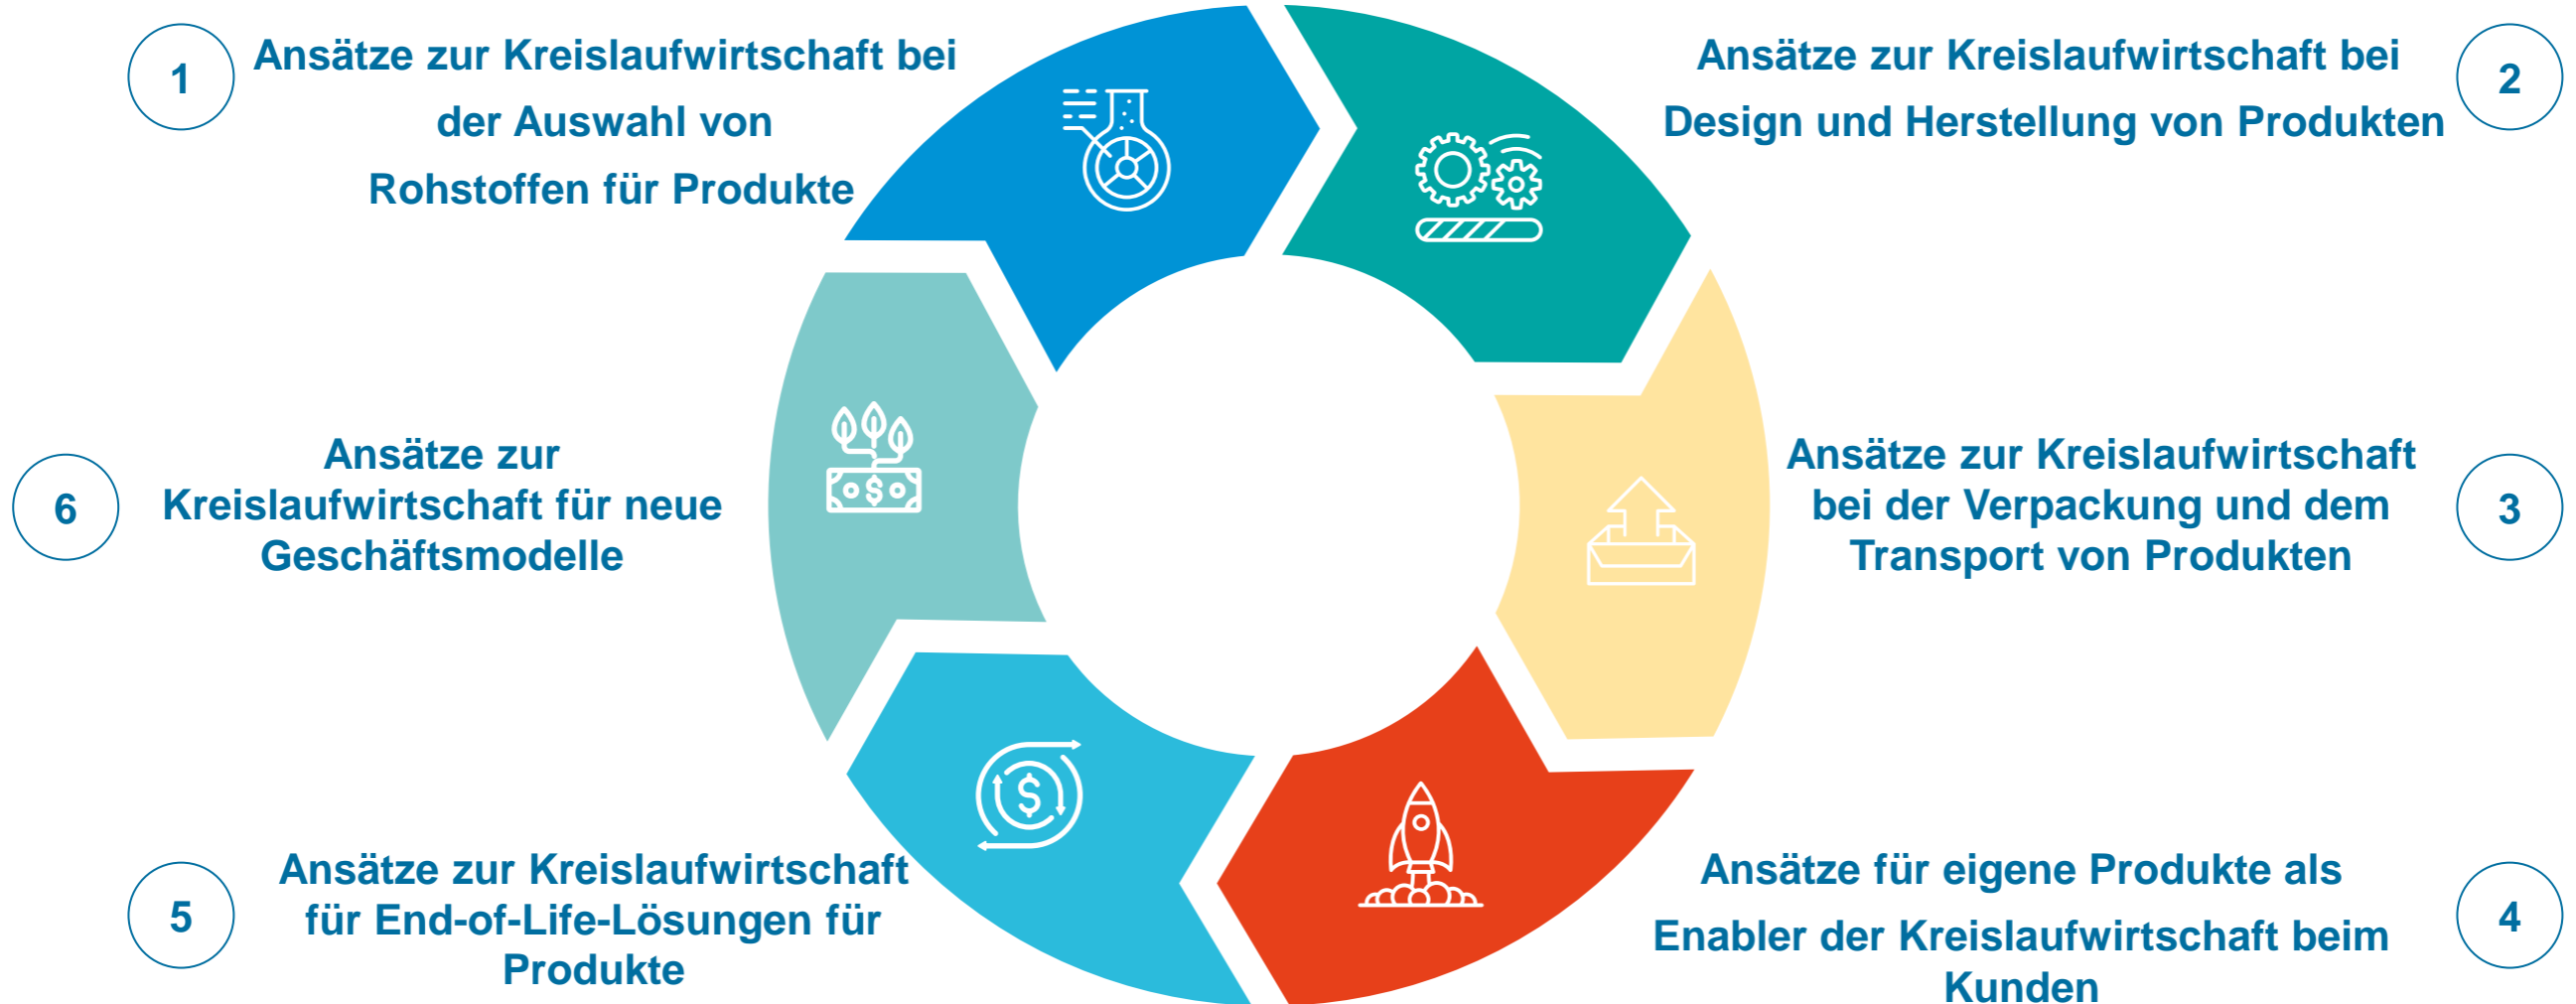 1
Ansätze zur Kreislaufwirtschaft bei
der Auswahl von
Rohstoffen für Produkte
Ansätze zur Kreislaufwirtschaft bei
Design und Herstellung von Produkten
2
Ansätze zur Kreislaufwirtschaft
bei der Verpackung und dem
Transport von Produkten
3
Ansätze für eigene Produkte als
Enabler der Kreislaufwirtschaft beim
Kunden
4
5
Ansätze zur Kreislaufwirtschaft
für End-of-Life-Lösungen für
Produkte
6
Ansätze zur
Kreislaufwirtschaft für neue
Geschäftsmodelle
$
$